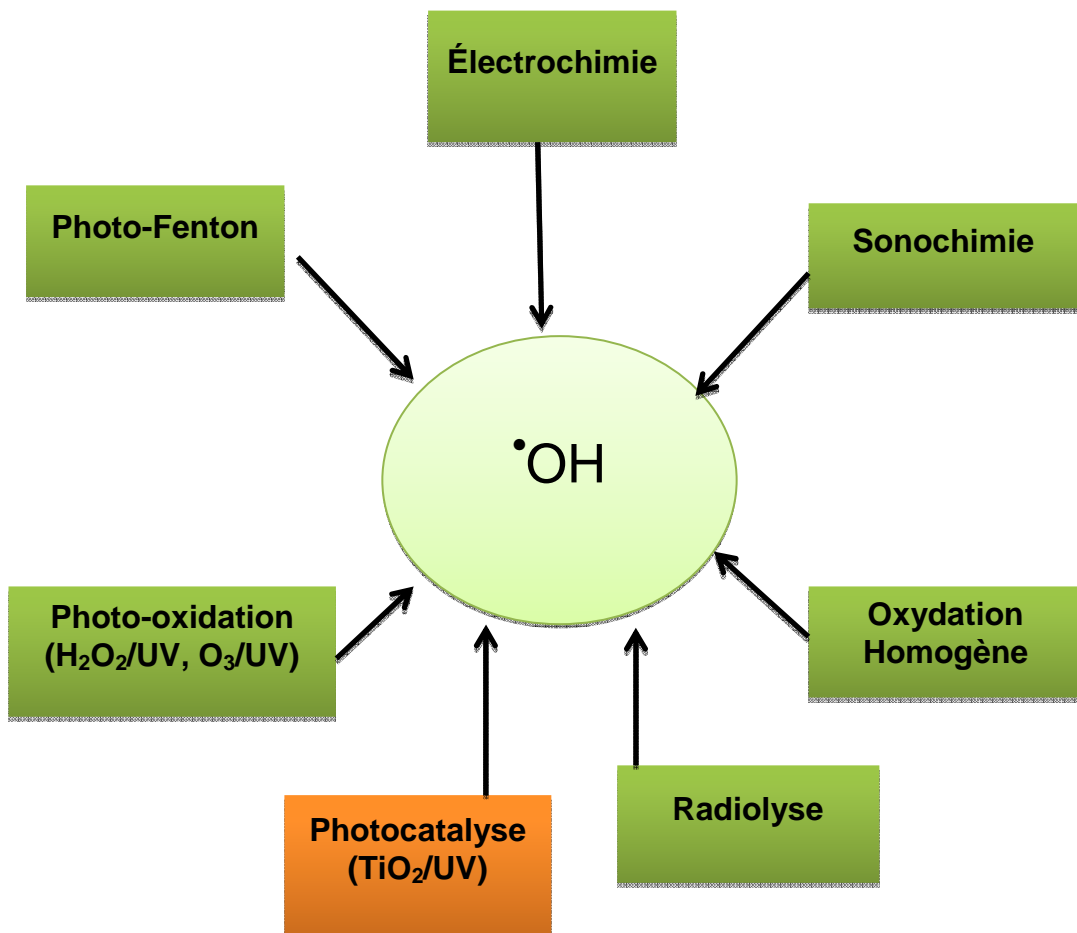 Électrochimie
Photo-Fenton
Sonochimie
•OH
Photo-oxidation
(H₂O₂/UV, O₃/UV)
Oxydation
Homogène
Radiolyse
Photocatalyse
(TiO₂/UV)